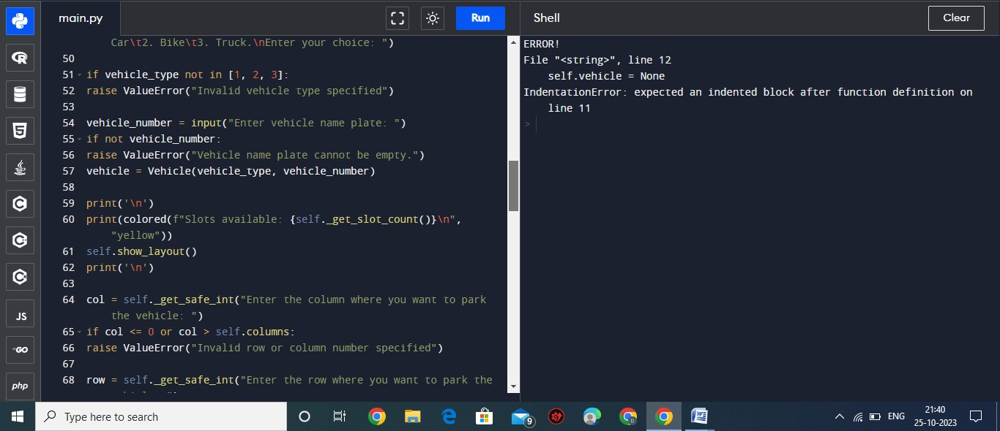 main.py
Run
Shell
Clear
Car\t2. Bike\t3. Truck.\nEnter your choice: ")
50
51 if vehicle_type not in [1, 2, 3]:
52 raise ValueError("Invalid vehicle type specified")
53
54 vehicle_number = input("Enter vehicle name plate: ")
55 if not vehicle_number:
56 raise ValueError("Vehicle name plate cannot be empty.")
57 vehicle = Vehicle(vehicle_type, vehicle_number)
58
59 print('\n')
60 print(colored(f"Slots available: {self._get_slot_count()}\n",
"yellow"))
61 self.show_layout()
62 print('\n')
63
64 col = self._get_safe_int("Enter the column where you want to park
the vehicle: ")
65 if col <= 0 or col > self.columns:
66 raise ValueError("Invalid row or column number specified")
67
68 row = self._get_safe_int("Enter the row where you want to park the
ERROR!
File "<string>", line 12
self.vehicle = None
IndentationError: expected an indented block after function definition on
line 11
>
R
5
C
C
C
JS
GO
php
Type here to search
9
D
W
ENG
21:40
25-10-2023